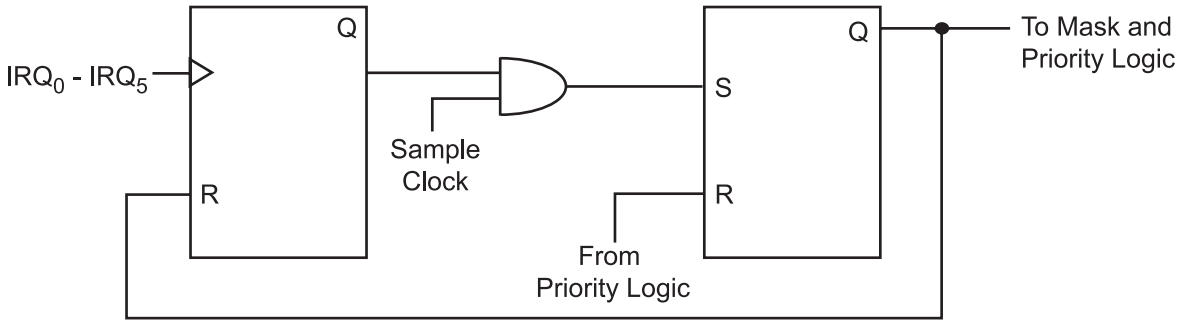 Q
IRQ0 - IRQ5
R
Sample
Clock
S
R
Q
From
Priority Logic
To Mask and
Priority Logic